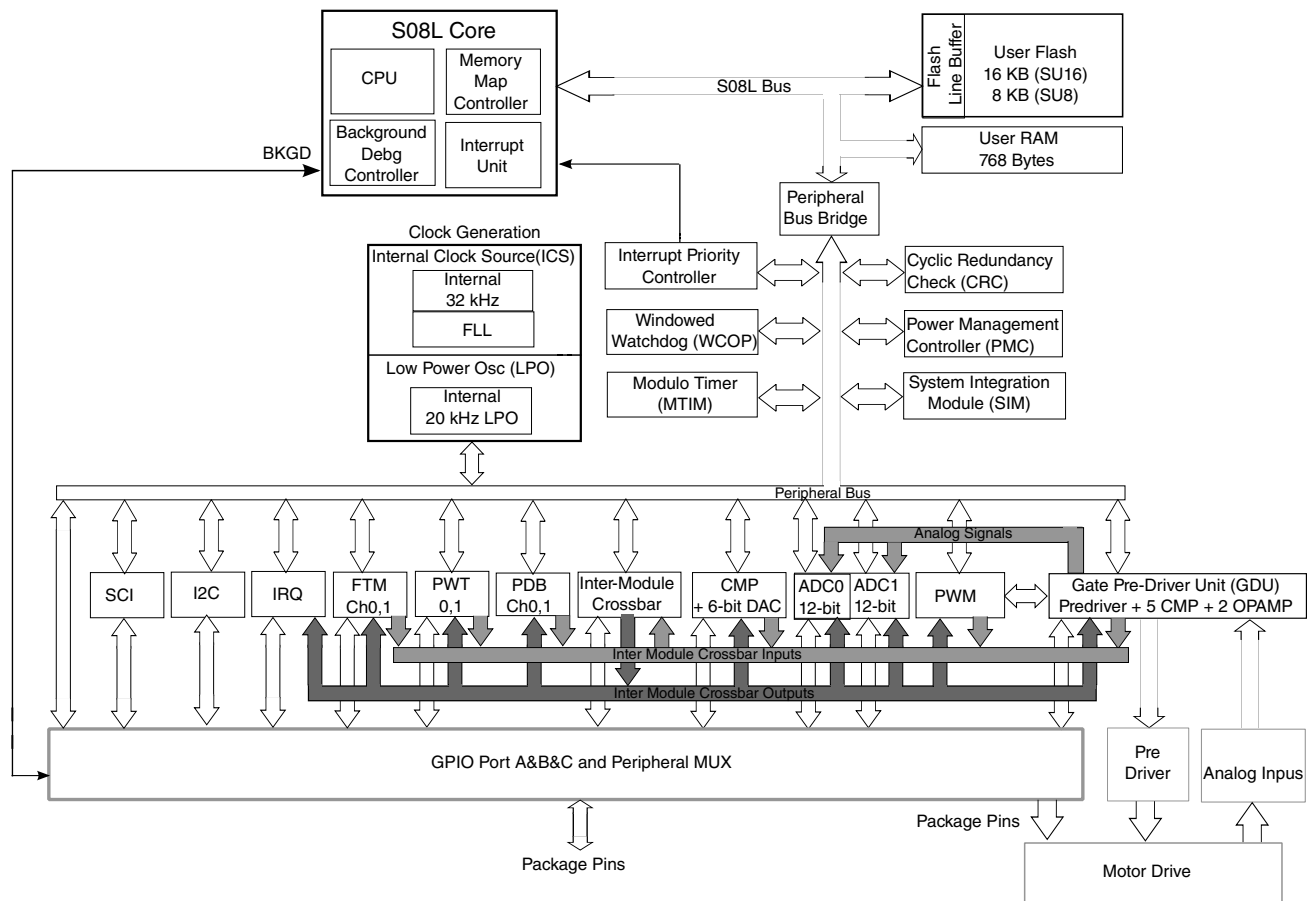 S08L Core
CPU
Memory
Map
Controller
Background
Debg
Controller
Interrupt
Unit
BKGD
S08L Bus
Flash
Line Buffer
User Flash
16 KB (SU16)
8 KB (SU8)
User RAM
768 Bytes
Peripheral
Bus Bridge
Clock Generation
Internal Clock Source(ICS)
Internal
32 kHz
FLL
Low Power Osc (LPO)
Internal
20 kHz LPO
Interrupt Priority
Controller
Cyclic Redundancy
Check (CRC)
Windowed
Watchdog (WCOP)
Power Management
Controller (PMC)
Modulo Timer
(MTIM)
System Integration
Module (SIM)
Peripheral Bus
Analog Signals
SCI
I2C
IRQ
FTM
Ch0,1
PWT
0,1
PDB
Ch0,1
Inter-Module
Crossbar
CMP
+ 6-bit DAC
ADC0
12-bit
ADC1
12-bit
PWM
Gate Pre-Driver Unit (GDU)
Predriver + 5 CMP + 2 OPAMP
Inter Module Crossbar Inputs
Inter Module Crossbar Outputs
GPIO Port A&B&C and Peripheral MUX
Pre
Driver
Analog Inpus
Package Pins
Package Pins
Motor Drive